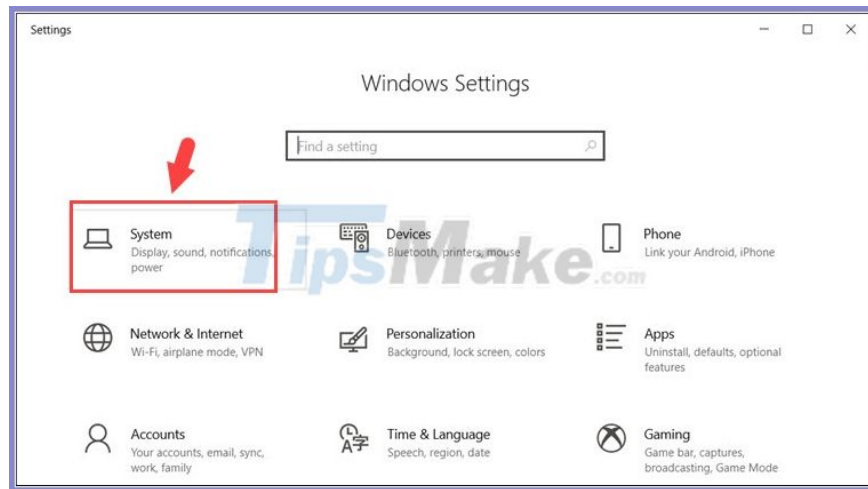 Settings
Windows Settings
Find a setting
System
Display, sound, notifications,
power
Devices
Bluetooth, printers, mouse
Phone
Link your Android, iPhone
TipsMake.com
Network & Internet
Wi-Fi, airplane mode, VPN
Personalization
Background, lock screen, colors
Apps
Uninstall, defaults, optional
features
Accounts
Your accounts, email, sync,
work, family
Time & Language
Speech, region, date
Gaming
Game bar, captures,
broadcasting, Game Mode